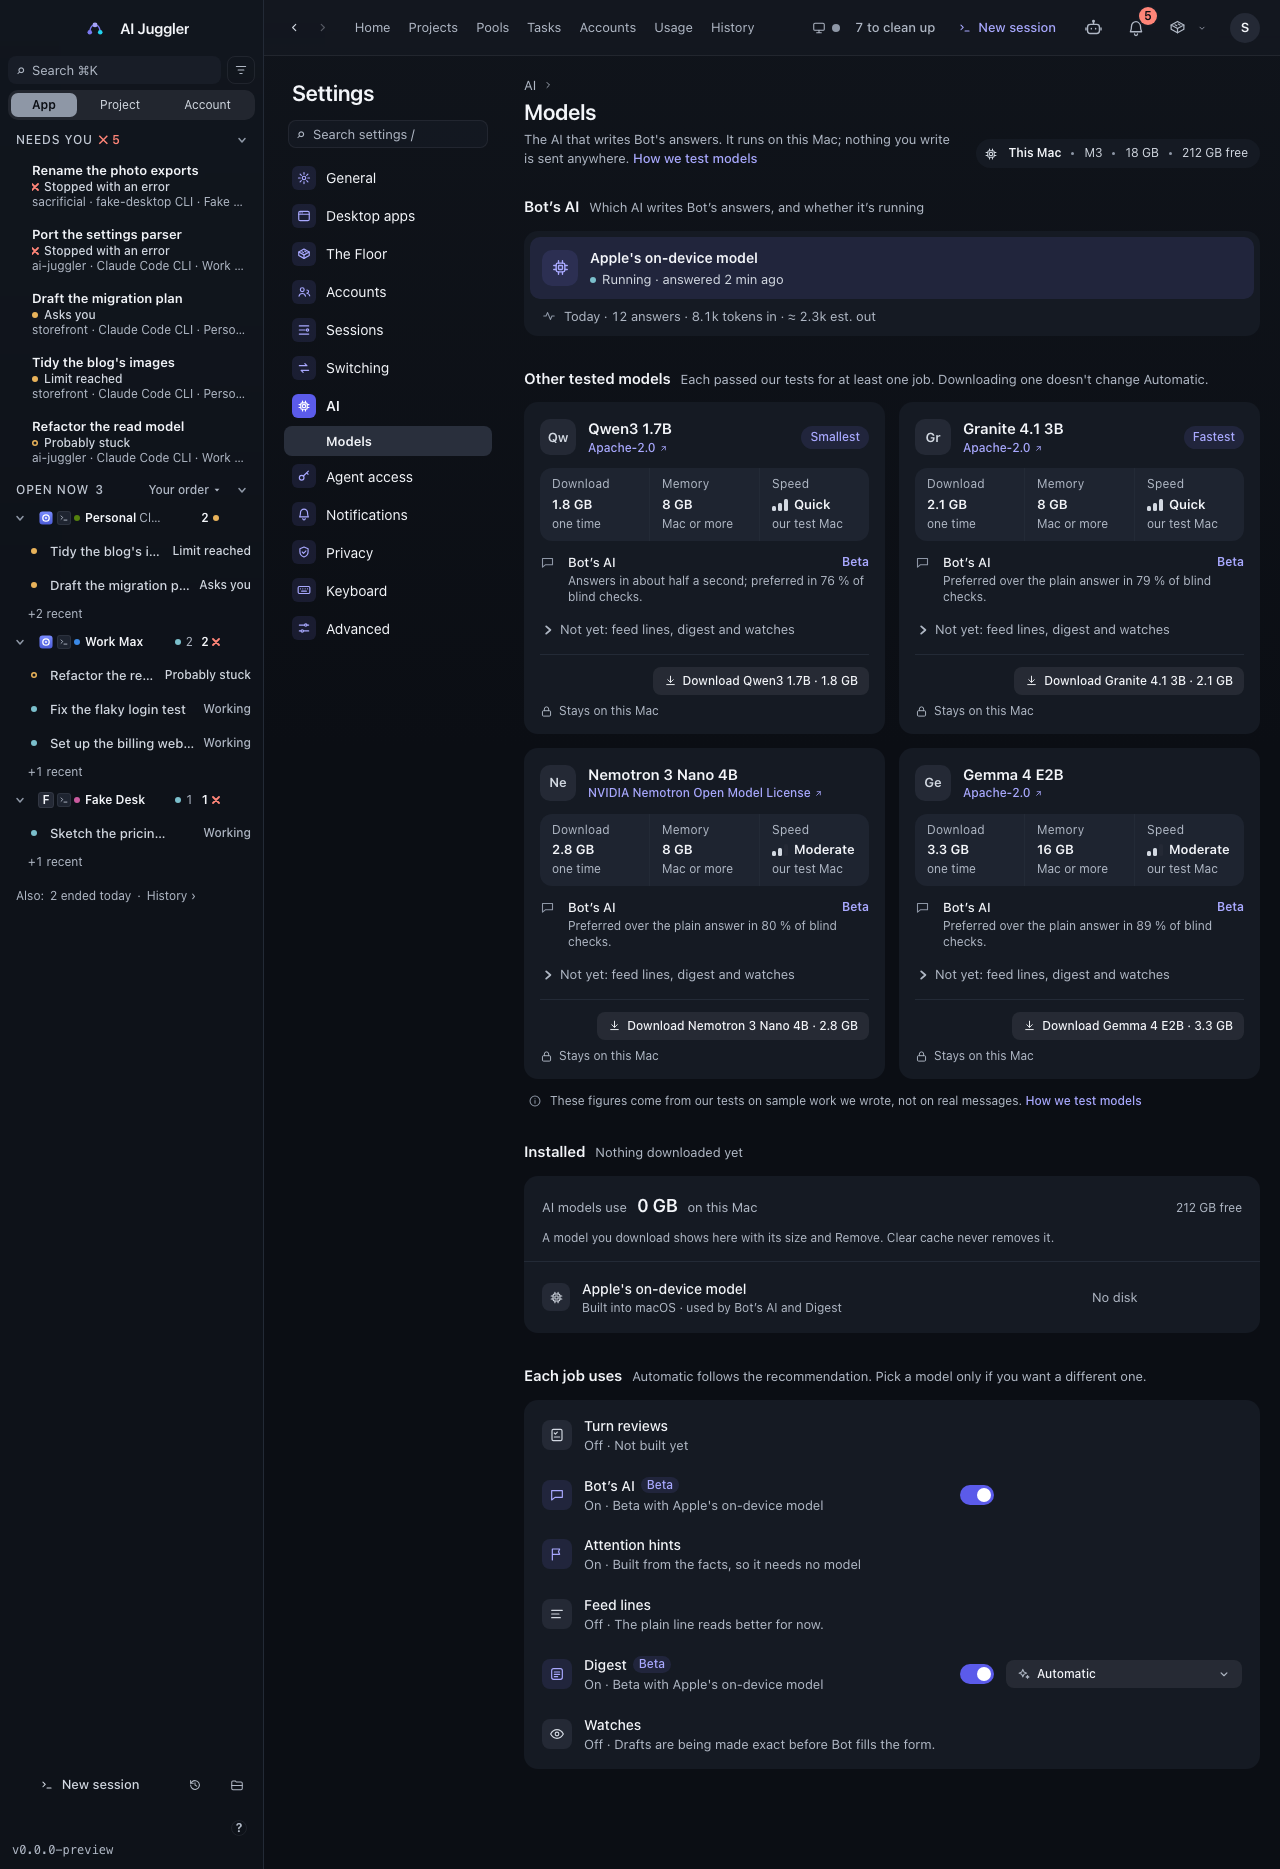 AI Juggler
Search ⌘K
App Project Account
NEEDS YOU 5
Rename the photo exports
Stopped with an error
sacrificial · fake-desktop CLI · Fake ...
Port the settings parser
Stopped with an error
ai-juggler · Claude Code CLI · Work ...
Draft the migration plan
Asks you
storefront · Claude Code CLI · Perso...
Tidy the blog's images
Limit reached
storefront · Claude Code CLI · Perso...
Refactor the read model
Probably stuck
ai-juggler · Claude Code CLI · Work ...
OPEN NOW 3 Your order
Personal Cl... 2
Tidy the blog's i... Limit reached
Draft the migration p... Asks you
+2 recent
Work Max 2 2
Refactor the re... Probably stuck
Fix the flaky login test Working
Set up the billing web... Working
+1 recent
F Fake Desk 1 1
Sketch the pricin... Working
+1 recent
Also: 2 ended today · History ›
New session
?
v0.0.0-preview
Home Projects Pools Tasks Accounts Usage History 7 to clean up New session 5 S
Settings
Search settings /
General
Desktop apps
The Floor
Accounts
Sessions
Switching
AI
Models
Agent access
Notifications
Privacy
Keyboard
Advanced
AI ›
Models
The AI that writes Bot's answers. It runs on this Mac; nothing you write
is sent anywhere. How we test models
This Mac • M3 • 18 GB • 212 GB free
Bot’s AI Which AI writes Bot’s answers, and whether it’s running
Apple's on-device model
Running · answered 2 min ago
Today · 12 answers · 8.1k tokens in · ≈ 2.3k est. out
Other tested models Each passed our tests for at least one job. Downloading one doesn't change Automatic.
Qw Qwen3 1.7B
Apache-2.0 ↗
Smallest
Download Memory Speed
1.8 GB 8 GB Quick
one time Mac or more our test Mac
Bot’s AI Beta
Answers in about half a second; preferred in 76 % of
blind checks.
Not yet: feed lines, digest and watches
Download Qwen3 1.7B · 1.8 GB
Stays on this Mac
Gr Granite 4.1 3B
Apache-2.0 ↗
Fastest
Download Memory Speed
2.1 GB 8 GB Quick
one time Mac or more our test Mac
Bot’s AI Beta
Preferred over the plain answer in 79 % of blind
checks.
Not yet: feed lines, digest and watches
Download Granite 4.1 3B · 2.1 GB
Stays on this Mac
Ne Nemotron 3 Nano 4B
NVIDIA Nemotron Open Model License ↗
Download Memory Speed
2.8 GB 8 GB Moderate
one time Mac or more our test Mac
Bot’s AI Beta
Preferred over the plain answer in 80 % of blind
checks.
Not yet: feed lines, digest and watches
Download Nemotron 3 Nano 4B · 2.8 GB
Stays on this Mac
Ge Gemma 4 E2B
Apache-2.0 ↗
Download Memory Speed
3.3 GB 16 GB Moderate
one time Mac or more our test Mac
Bot’s AI Beta
Preferred over the plain answer in 89 % of blind
checks.
Not yet: feed lines, digest and watches
Download Gemma 4 E2B · 3.3 GB
Stays on this Mac
These figures come from our tests on sample work we wrote, not on real messages. How we test models
Installed Nothing downloaded yet
AI models use 0 GB on this Mac 212 GB free
A model you download shows here with its size and Remove. Clear cache never removes it.
Apple's on-device model
Built into macOS · used by Bot’s AI and Digest
No disk
Each job uses Automatic follows the recommendation. Pick a model only if you want a different one.
Turn reviews
Off · Not built yet
Bot’s AI Beta
On · Beta with Apple's on-device model
Attention hints
On · Built from the facts, so it needs no model
Feed lines
Off · The plain line reads better for now.
Digest Beta
On · Beta with Apple's on-device model
Automatic
Watches
Off · Drafts are being made exact before Bot fills the form.